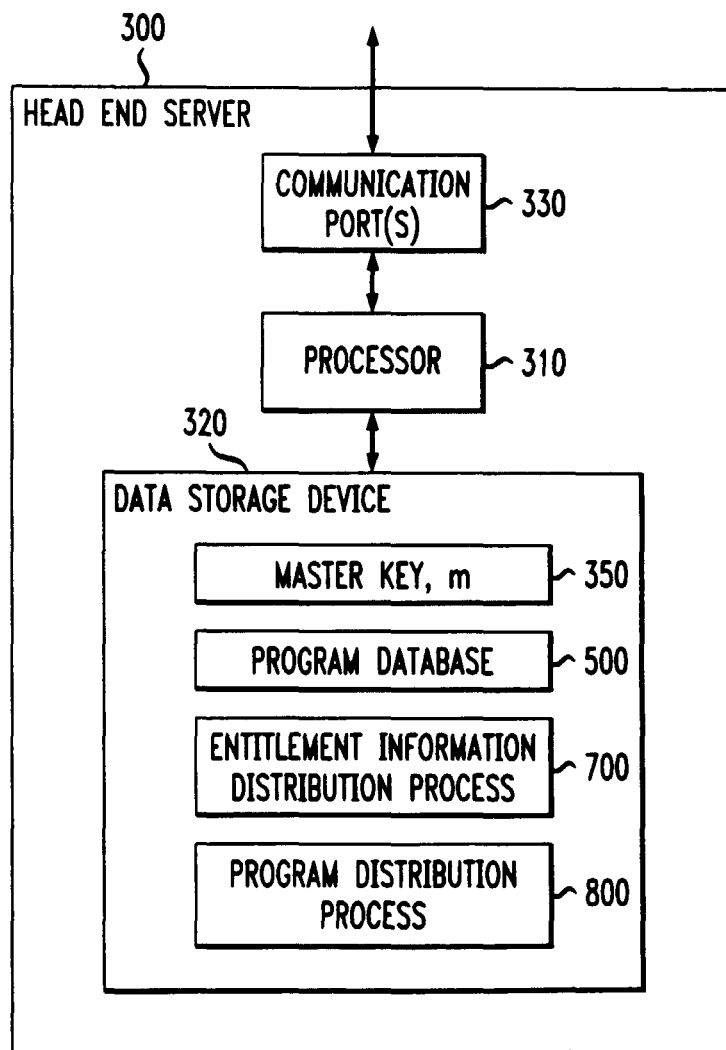 300
HEAD END SERVER
COMMUNICATION
PORT(S)
330
PROCESSOR
310
320
DATA STORAGE DEVICE
MASTER KEY, m
350
PROGRAM DATABASE
500
ENTITLEMENT INFORMATION
DISTRIBUTION PROCESS
700
PROGRAM DISTRIBUTION
PROCESS
800